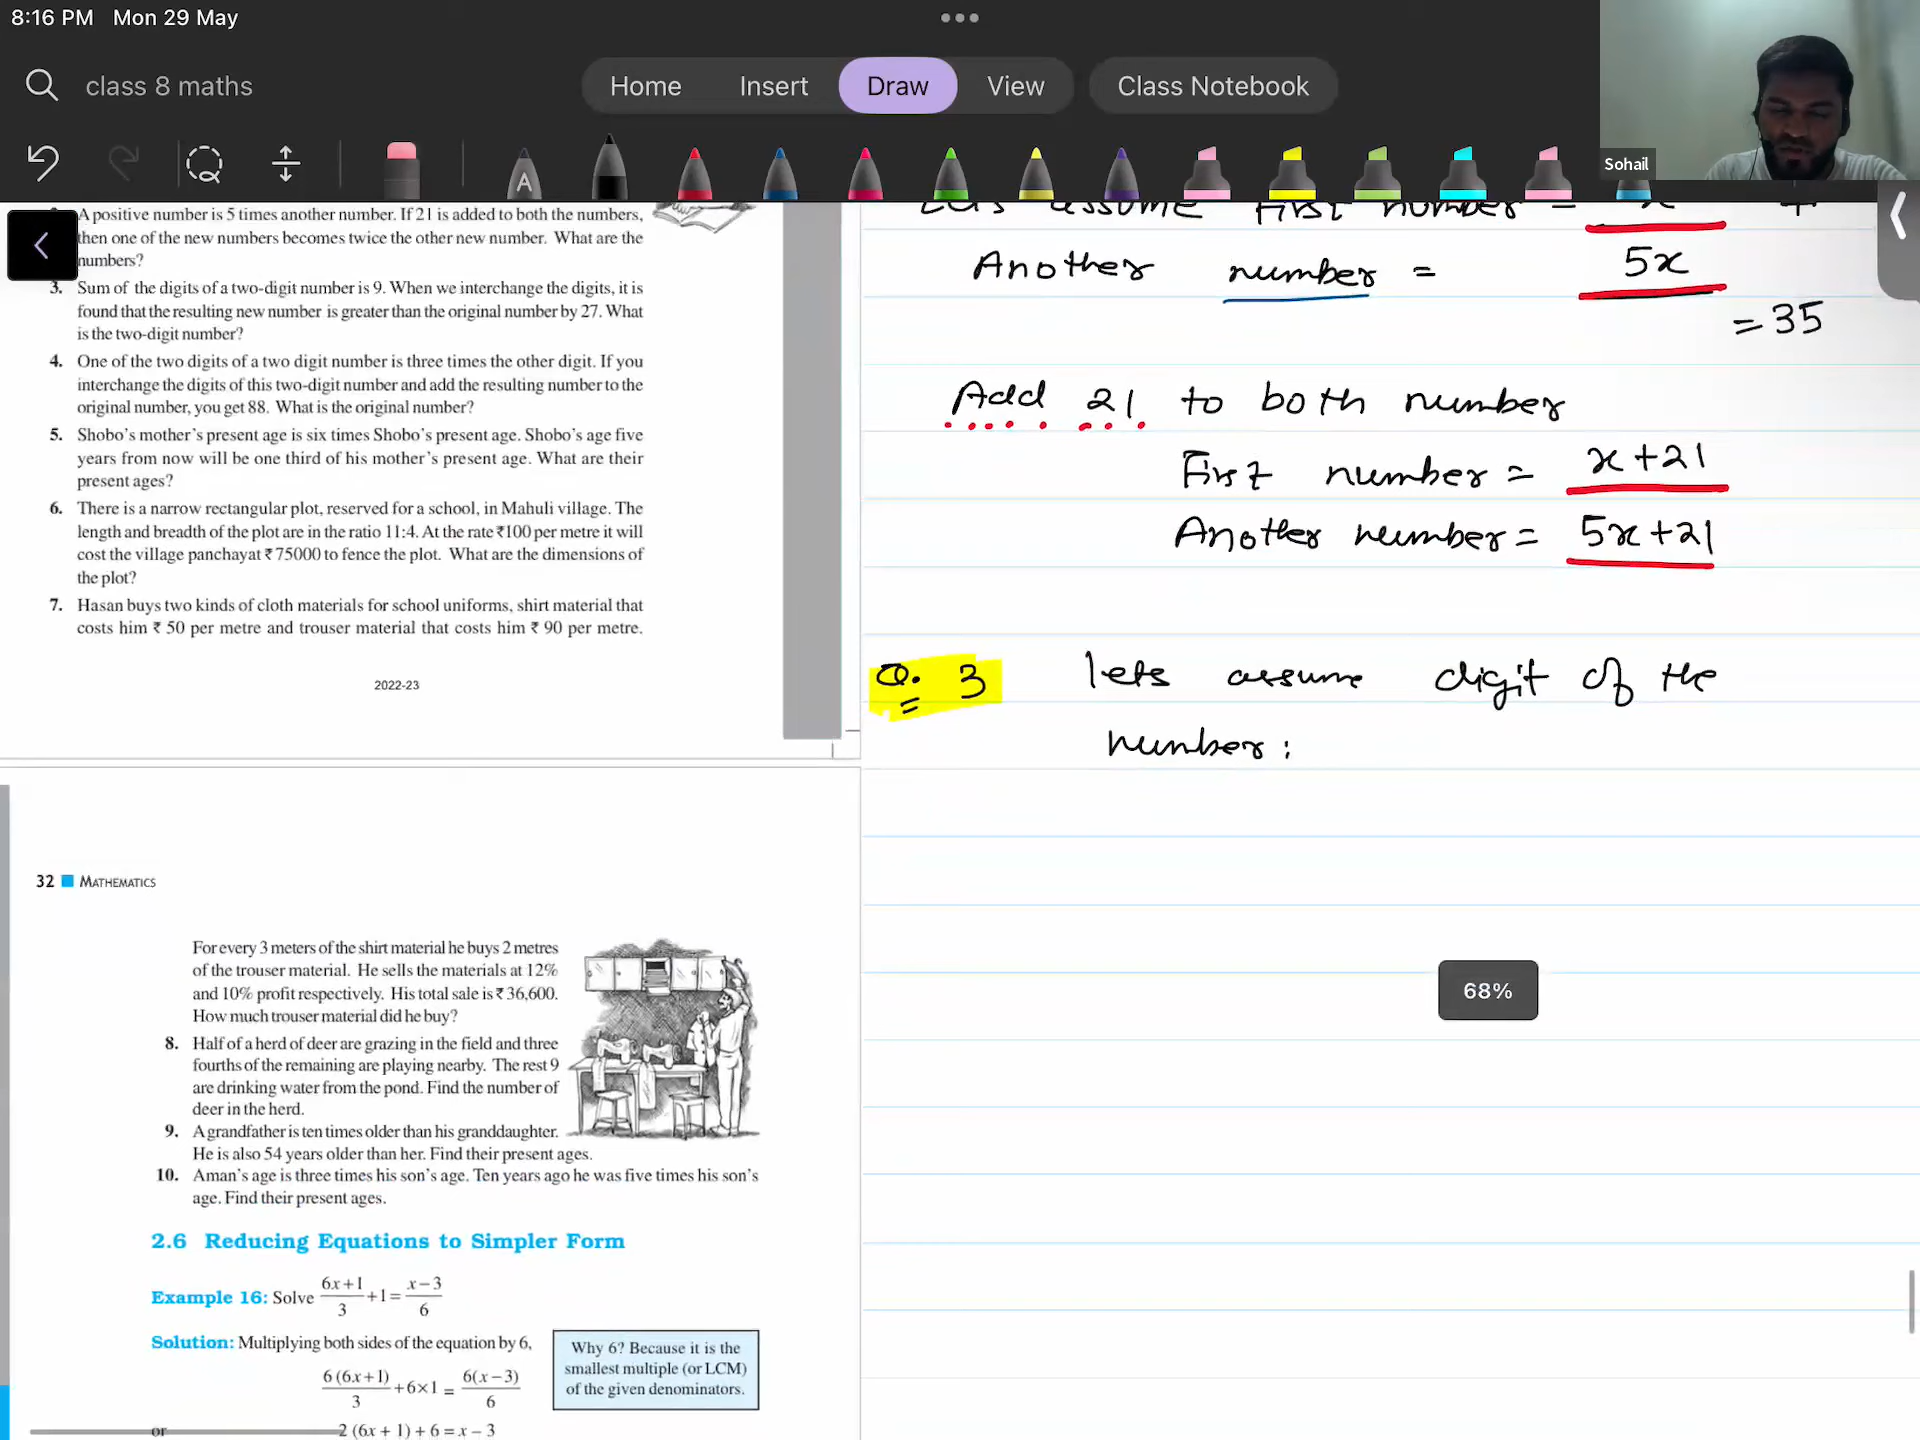 8:16 PM Mon 29 May
class 8 maths
Home Insert Draw View Class Notebook
A
Sohail
A positive number is 5 times another number. If 21 is added to both the numbers,
then one of the new numbers becomes twice the other new number. What are the
numbers?
3. Sum of the digits of a two-digit number is 9. When we interchange the digits, it is
found that the resulting new number is greater than the original number by 27. What
is the two-digit number?
4. One of the two digits of a two digit number is three times the other digit. If you
interchange the digits of this two-digit number and add the resulting number to the
original number, you get 88. What is the original number?
5. Shobo's mother's present age is six times Shobo's present age. Shobo's age five
years from now will be one third of his mother's present age. What are their
present ages?
6. There is a narrow rectangular plot, reserved for a school, in Mahuli village. The
length and breadth of the plot are in the ratio 11:4. At the rate ₹100 per metre it will
cost the village panchayat ₹ 75000 to fence the plot. What are the dimensions of
the plot?
7. Hasan buys two kinds of cloth materials for school uniforms, shirt material that
costs him ₹ 50 per metre and trouser material that costs him ₹ 90 per metre.
2022-23
32 MATHEMATICS
For every 3 meters of the shirt material he buys 2 metres
of the trouser material. He sells the materials at 12%
and 10% profit respectively. His total sale is ₹ 36,600.
How much trouser material did he buy?
8. Half of a herd of deer are grazing in the field and three
fourths of the remaining are playing nearby. The rest 9
are drinking water from the pond. Find the number of
deer in the herd.
9. A grandfather is ten times older than his granddaughter.
He is also 54 years older than her. Find their present ages.
10. Aman's age is three times his son's age. Ten years ago he was five times his son's
age. Find their present ages.
2.6 Reducing Equations to Simpler Form
Example 16: Solve (6x+1)/3 + 1 = (x−3)/6
Solution: Multiplying both sides of the equation by 6,
6(6x+1)/3 + 6×1 = 6(x−3)/6
or 2 (6x + 1) + 6 = x − 3
Why 6? Because it is the
smallest multiple (or LCM)
of the given denominators.
Lets assume First number =
Another number = 5x
= 35
Add 21 to both number
First number = x+21
Another number = 5x+21
Q. 3 lets assume digit of the
number:
68%